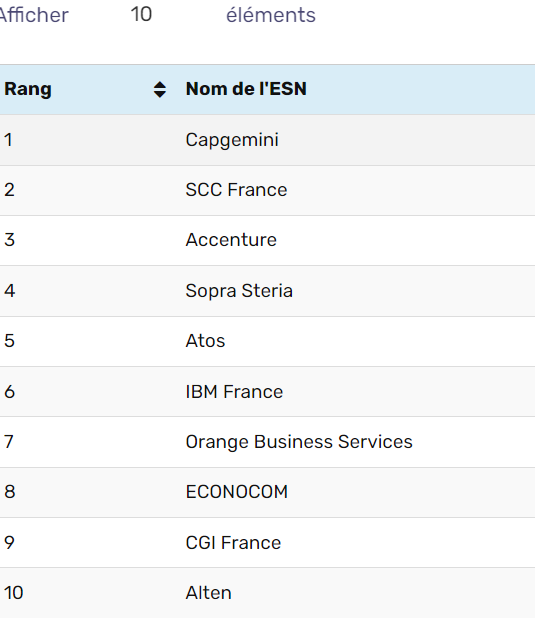 Afficher 10 éléments
Rang Nom de l'ESN
1 Capgemini
2 SCC France
3 Accenture
4 Sopra Steria
5 Atos
6 IBM France
7 Orange Business Services
8 ECONOCOM
9 CGI France
10 Alten